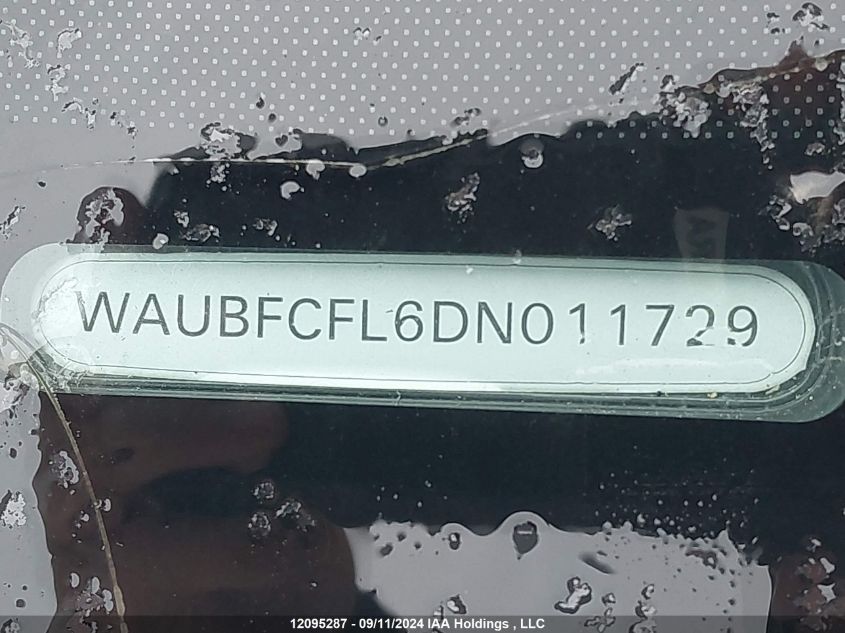 WAUBFCFL6DN011729
12095287 - 09/11/2024 IAA Holdings , LLC